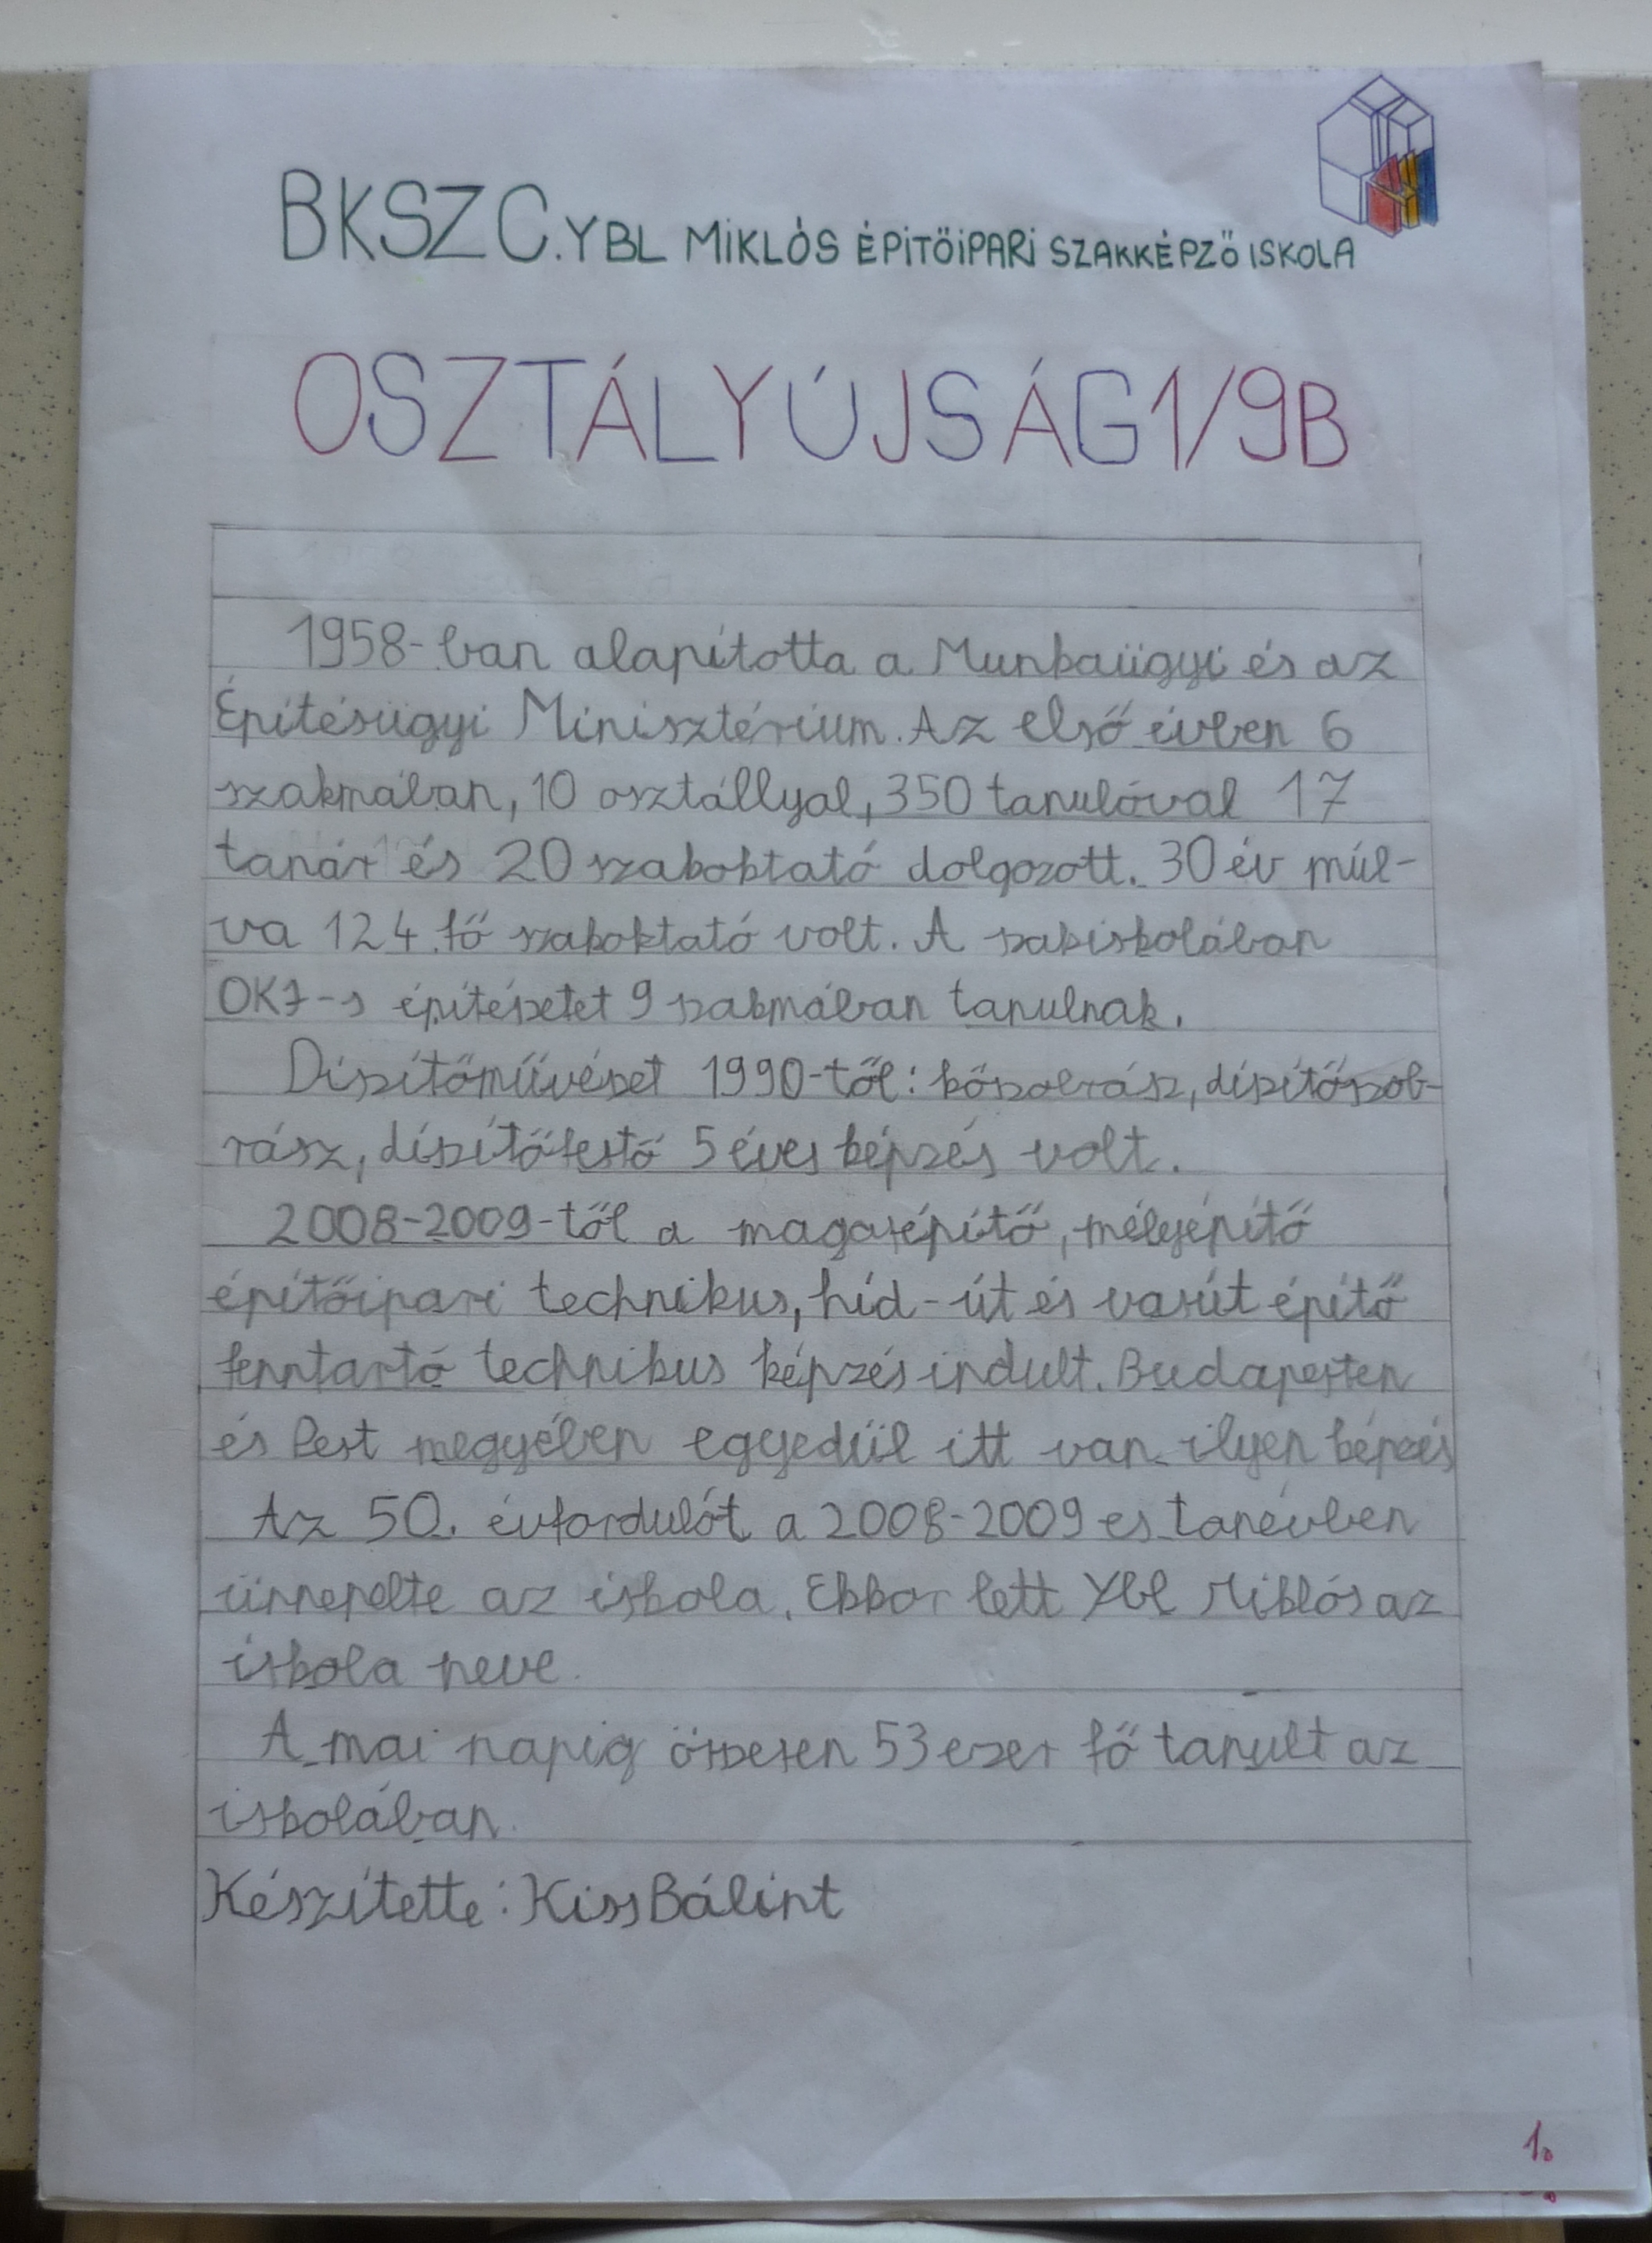 BKSZC. YBL MIKLÓS ÉPITŐIPARI SZAKKÉPZŐ ISKOLA
OSZTÁLYÚJSÁG 1/9B
1958-ban alapította a Munkaügyi és az
Építésügyi Minisztérium. Az első évben 6
szakmában, 10 osztállyal, 350 tanulóval 17
tanár és 20 szakoktató dolgozott. 30 év múl-
va 124 fő szakoktató volt. A szakiskolában
OKJ-s építészetet 9 szakmában tanulnak.
Díszítőművészet 1990-től: kőszobrász, díszítőszob-
rász, díszítőfestő 5 éves képzés volt.
2008-2009-től a magasépítő, mélyépítő
építőipari technikus, híd-út és vasút építő
fenntartó technikus képzés indult. Budapesten
és Pest megyében egyedül itt van ilyen képzés
Az 50. évfordulót a 2008-2009 es tanévben
ünnepelte az iskola. Ekkor lett Ybl Miklós az
iskola neve.
A mai napig összesen 53 ezer fő tanult az
iskolában.
Készítette: Kiss Bálint
1.